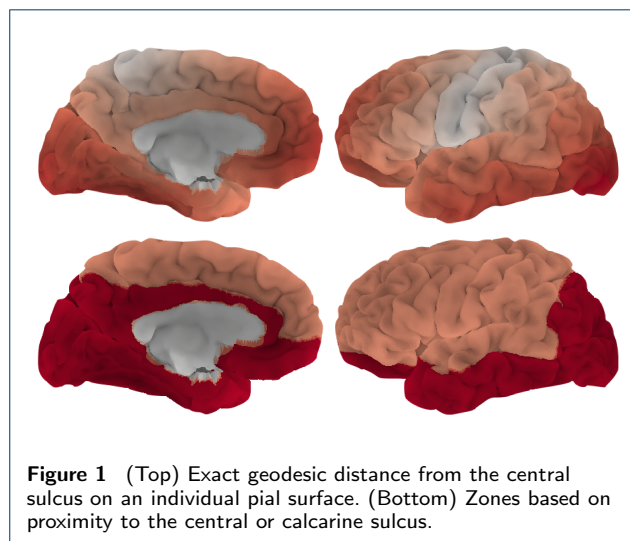 Figure 1 (Top) Exact geodesic distance from the central
sulcus on an individual pial surface. (Bottom) Zones based on
proximity to the central or calcarine sulcus.